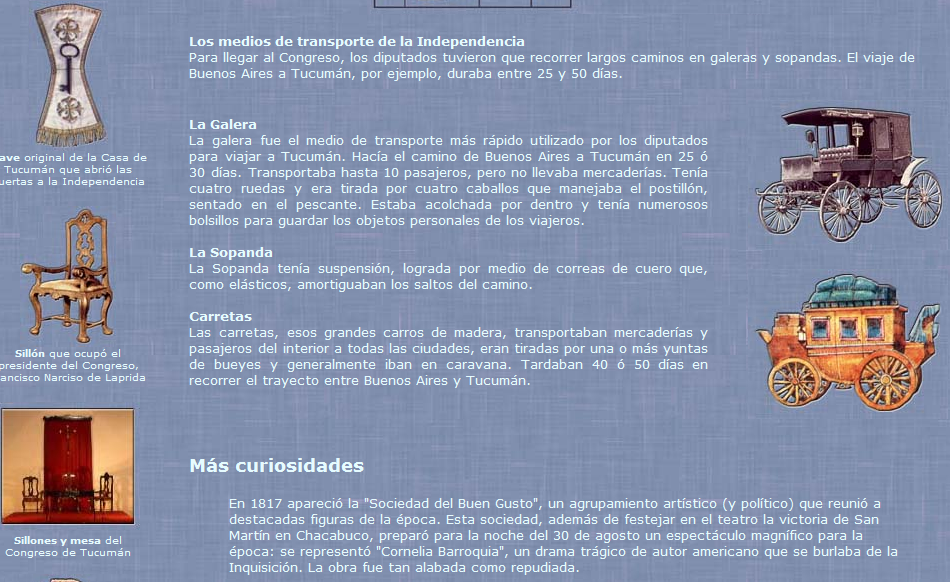 Los medios de transporte de la Independencia
Para llegar al Congreso, los diputados tuvieron que recorrer largos caminos en galeras y sopandas. El viaje de
Buenos Aires a Tucumán, por ejemplo, duraba entre 25 y 50 días.
La Galera
La galera fue el medio de transporte más rápido utilizado por los diputados
para viajar a Tucumán. Hacía el camino de Buenos Aires a Tucumán en 25 ó
30 días. Transportaba hasta 10 pasajeros, pero no llevaba mercaderías. Tenía
cuatro ruedas y era tirada por cuatro caballos que manejaba el postillón,
sentado en el pescante. Estaba acolchada por dentro y tenía numerosos
bolsillos para guardar los objetos personales de los viajeros.
La Sopanda
La Sopanda tenía suspensión, lograda por medio de correas de cuero que,
como elásticos, amortiguaban los saltos del camino.
Carretas
Las carretas, esos grandes carros de madera, transportaban mercaderías y
pasajeros del interior a todas las ciudades, eran tiradas por una o más yuntas
de bueyes y generalmente iban en caravana. Tardaban 40 ó 50 días en
recorrer el trayecto entre Buenos Aires y Tucumán.
Más curiosidades
En 1817 apareció la "Sociedad del Buen Gusto", un agrupamiento artístico (y político) que reunió a
destacadas figuras de la época. Esta sociedad, además de festejar en el teatro la victoria de San
Martín en Chacabuco, preparó para la noche del 30 de agosto un espectáculo magnífico para la
época: se representó "Cornelia Barroquia", un drama trágico de autor americano que se burlaba de la
Inquisición. La obra fue tan alabada como repudiada.
ave original de la Casa de
Tucumán que abrió las
uertas a la Independencia
Sillón que ocupó el
presidente del Congreso,
ancisco Narciso de Laprida
Sillones y mesa del
Congreso de Tucumán